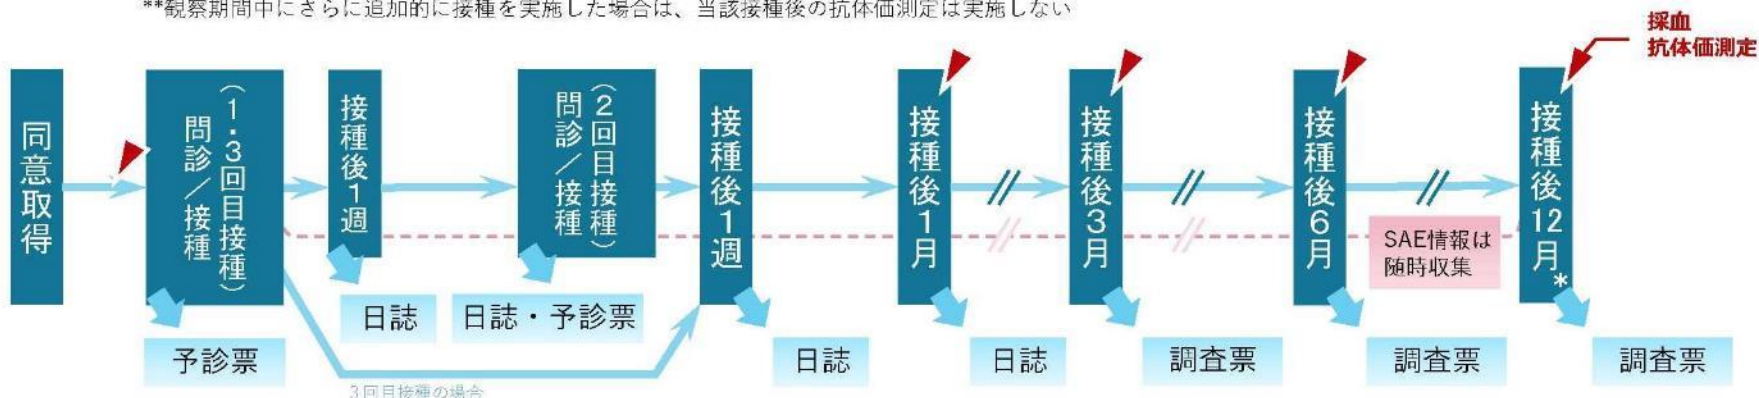 **観察期間中にさらに追加的に接種を実施した場合は、当該接種後の抗体価測定は実施しない
採血
抗体価測定
同意取得
(1・3回目接種)
問診/接種
接種後1週
(2回目接種)
問診/接種
接種後1週
接種後1月
接種後3月
接種後6月
接種後12月*
SAE情報は
随時収集
予診票
日誌
日誌・予診票
日誌
日誌
調査票
調査票
調査票
3回目接種の場合